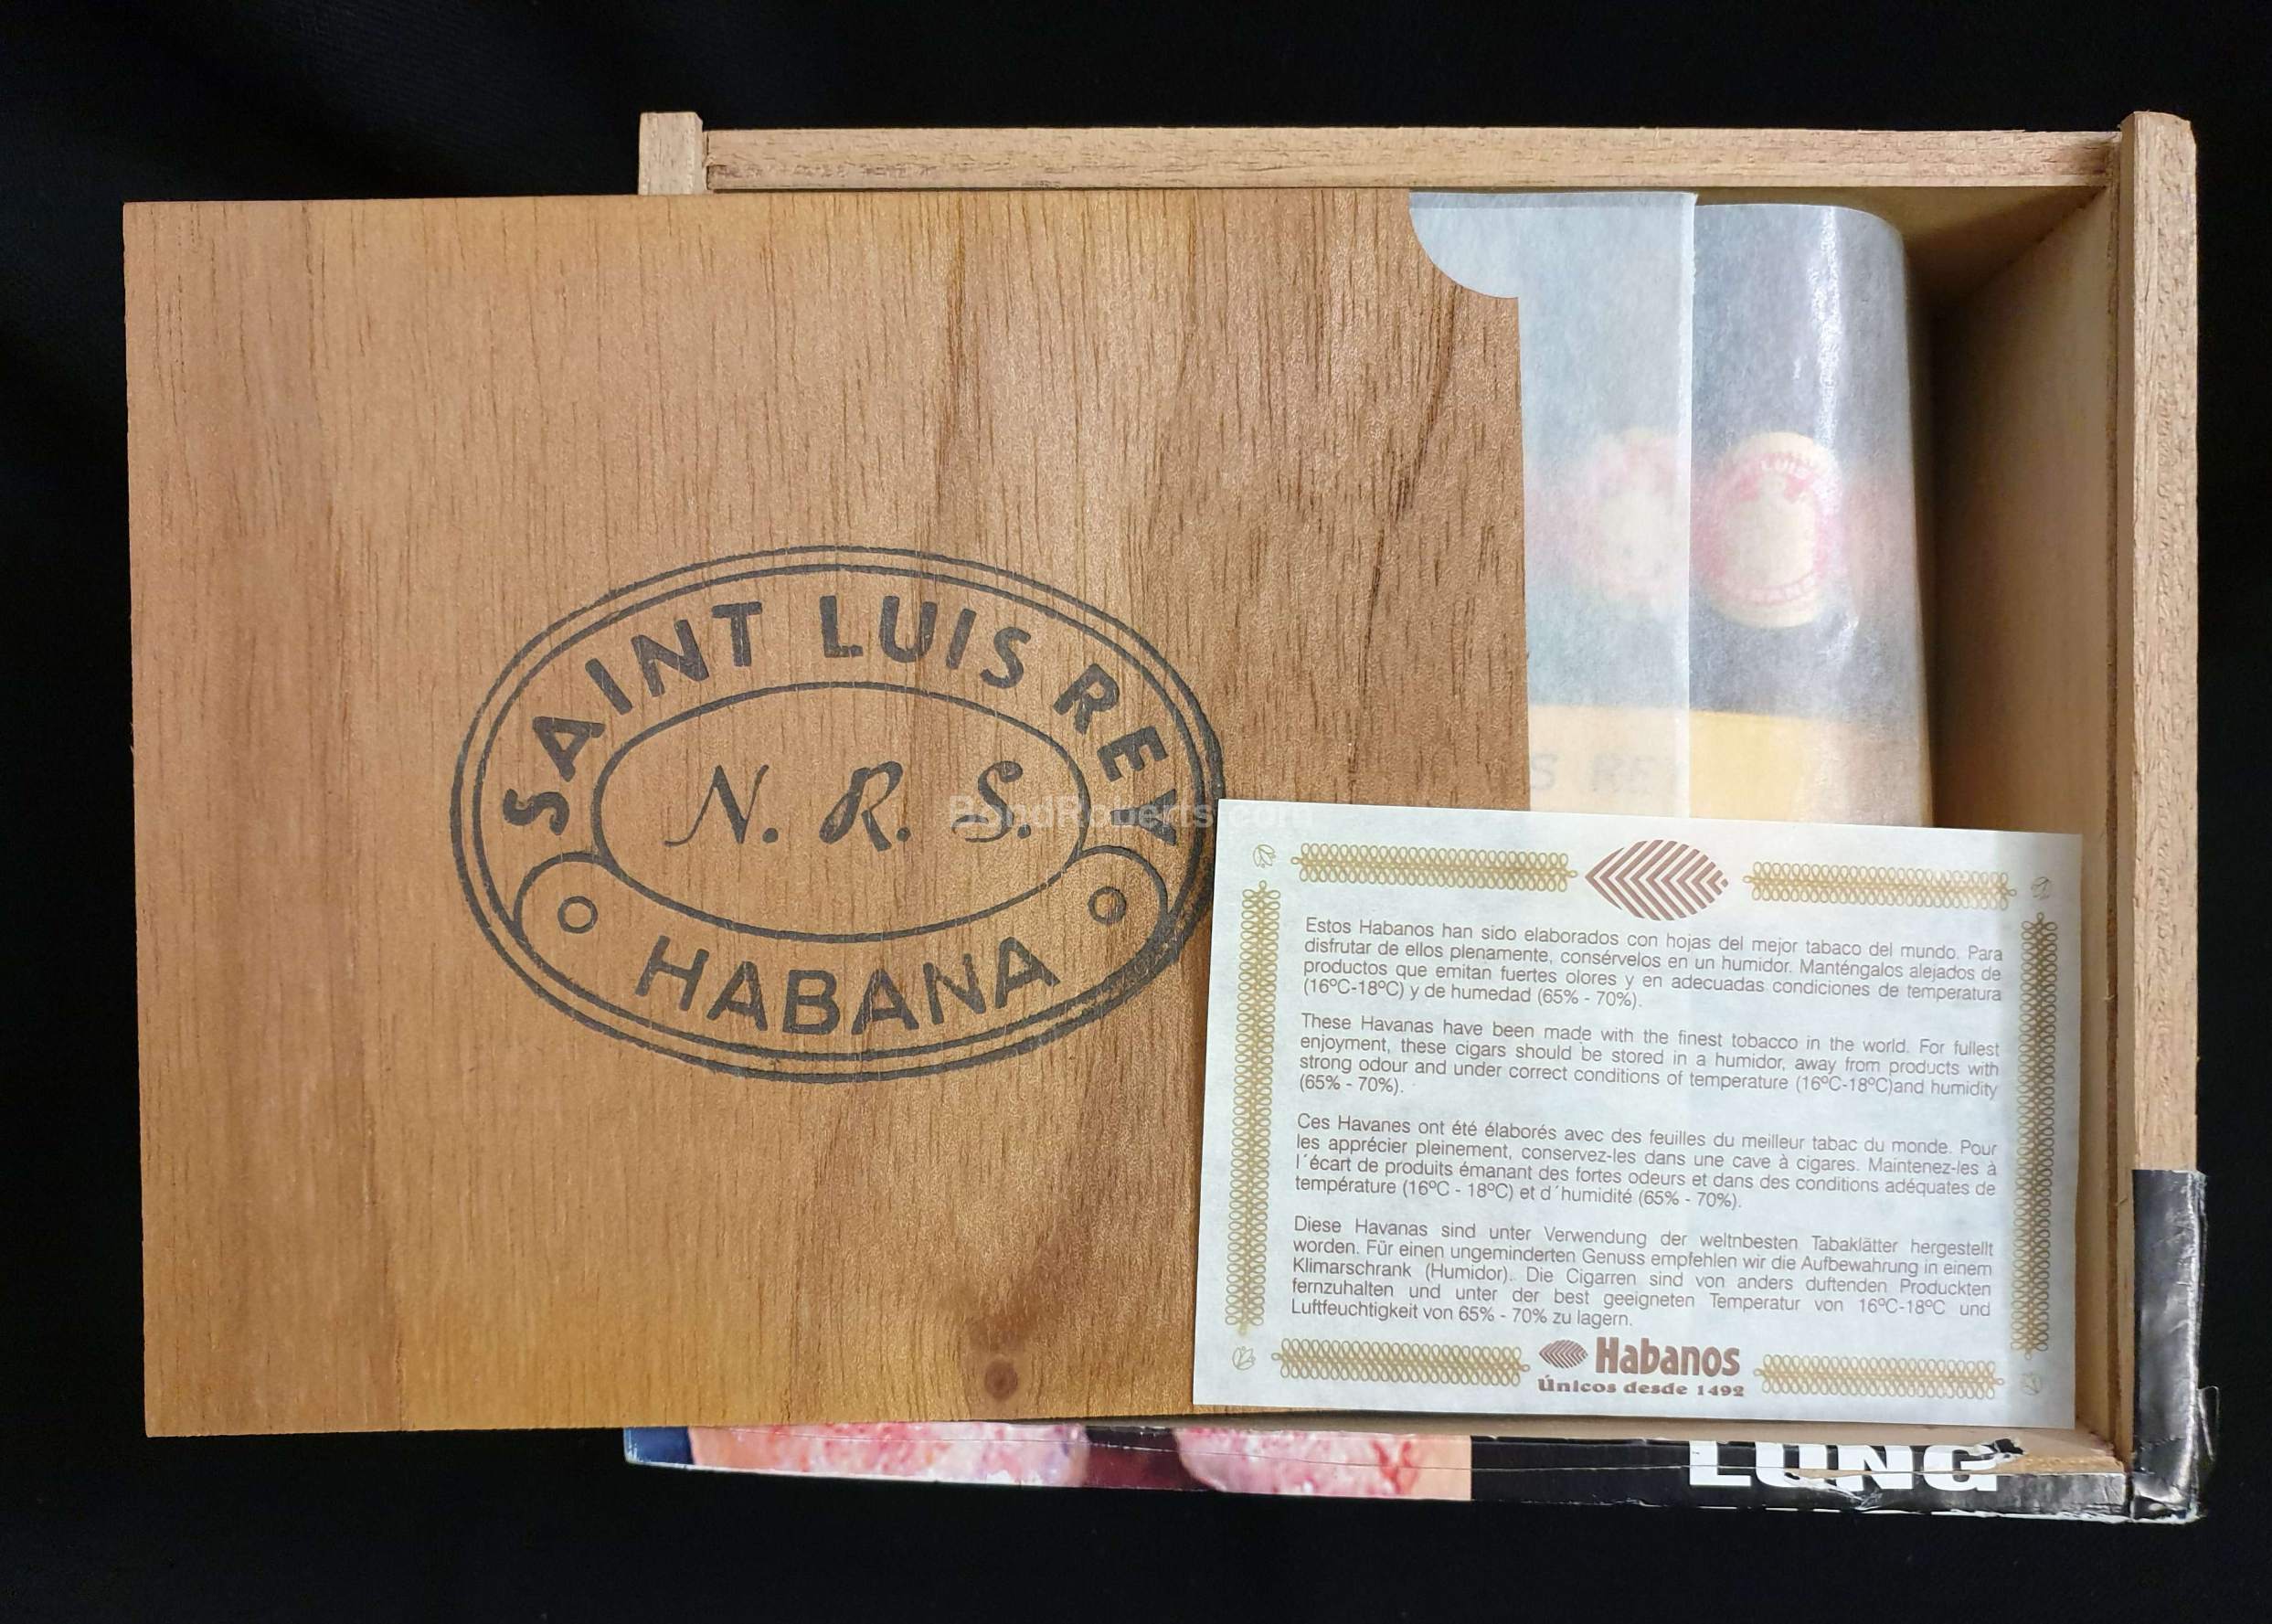 SAINT LUIS REY
N. R. S.
HABANA
LUIS
S REY
BondRoberts.com
Estos Habanos han sido elaborados con hojas del mejor tabaco del mundo. Para
disfrutar de ellos plenamente, consérvelos en un humidor. Manténgalos alejados de
productos que emitan fuertes olores y en adecuadas condiciones de temperatura
(16ºC-18ºC) y de humedad (65% - 70%).
These Havanas have been made with the finest tobacco in the world. For fullest
enjoyment, these cigars should be stored in a humidor, away from products with
strong odour and under correct conditions of temperature (16ºC-18ºC)and humidity
(65% - 70%).
Ces Havanes ont été élaborés avec des feuilles du meilleur tabac du monde. Pour
les apprécier pleinement, conservez-les dans une cave à cigares. Maintenez-les à
l´écart de produits émanant des fortes odeurs et dans des conditions adéquates de
température (16ºC - 18ºC) et d´humidité (65% - 70%).
Diese Havanas sind unter Verwendung der weltnbesten Tabaklätter hergestellt
worden. Für einen ungeminderten Genuss empfehlen wir die Aufbewahrung in einem
Klimarschrank (Humidor). Die Cigarren sind von anders duftenden Produckten
fernzuhalten und unter der best geeigneten Temperatur von 16ºC-18ºC und
Luftfeuchtigkeit von 65% - 70% zu lagern.
Habanos
Únicos desde 1492
LUNG